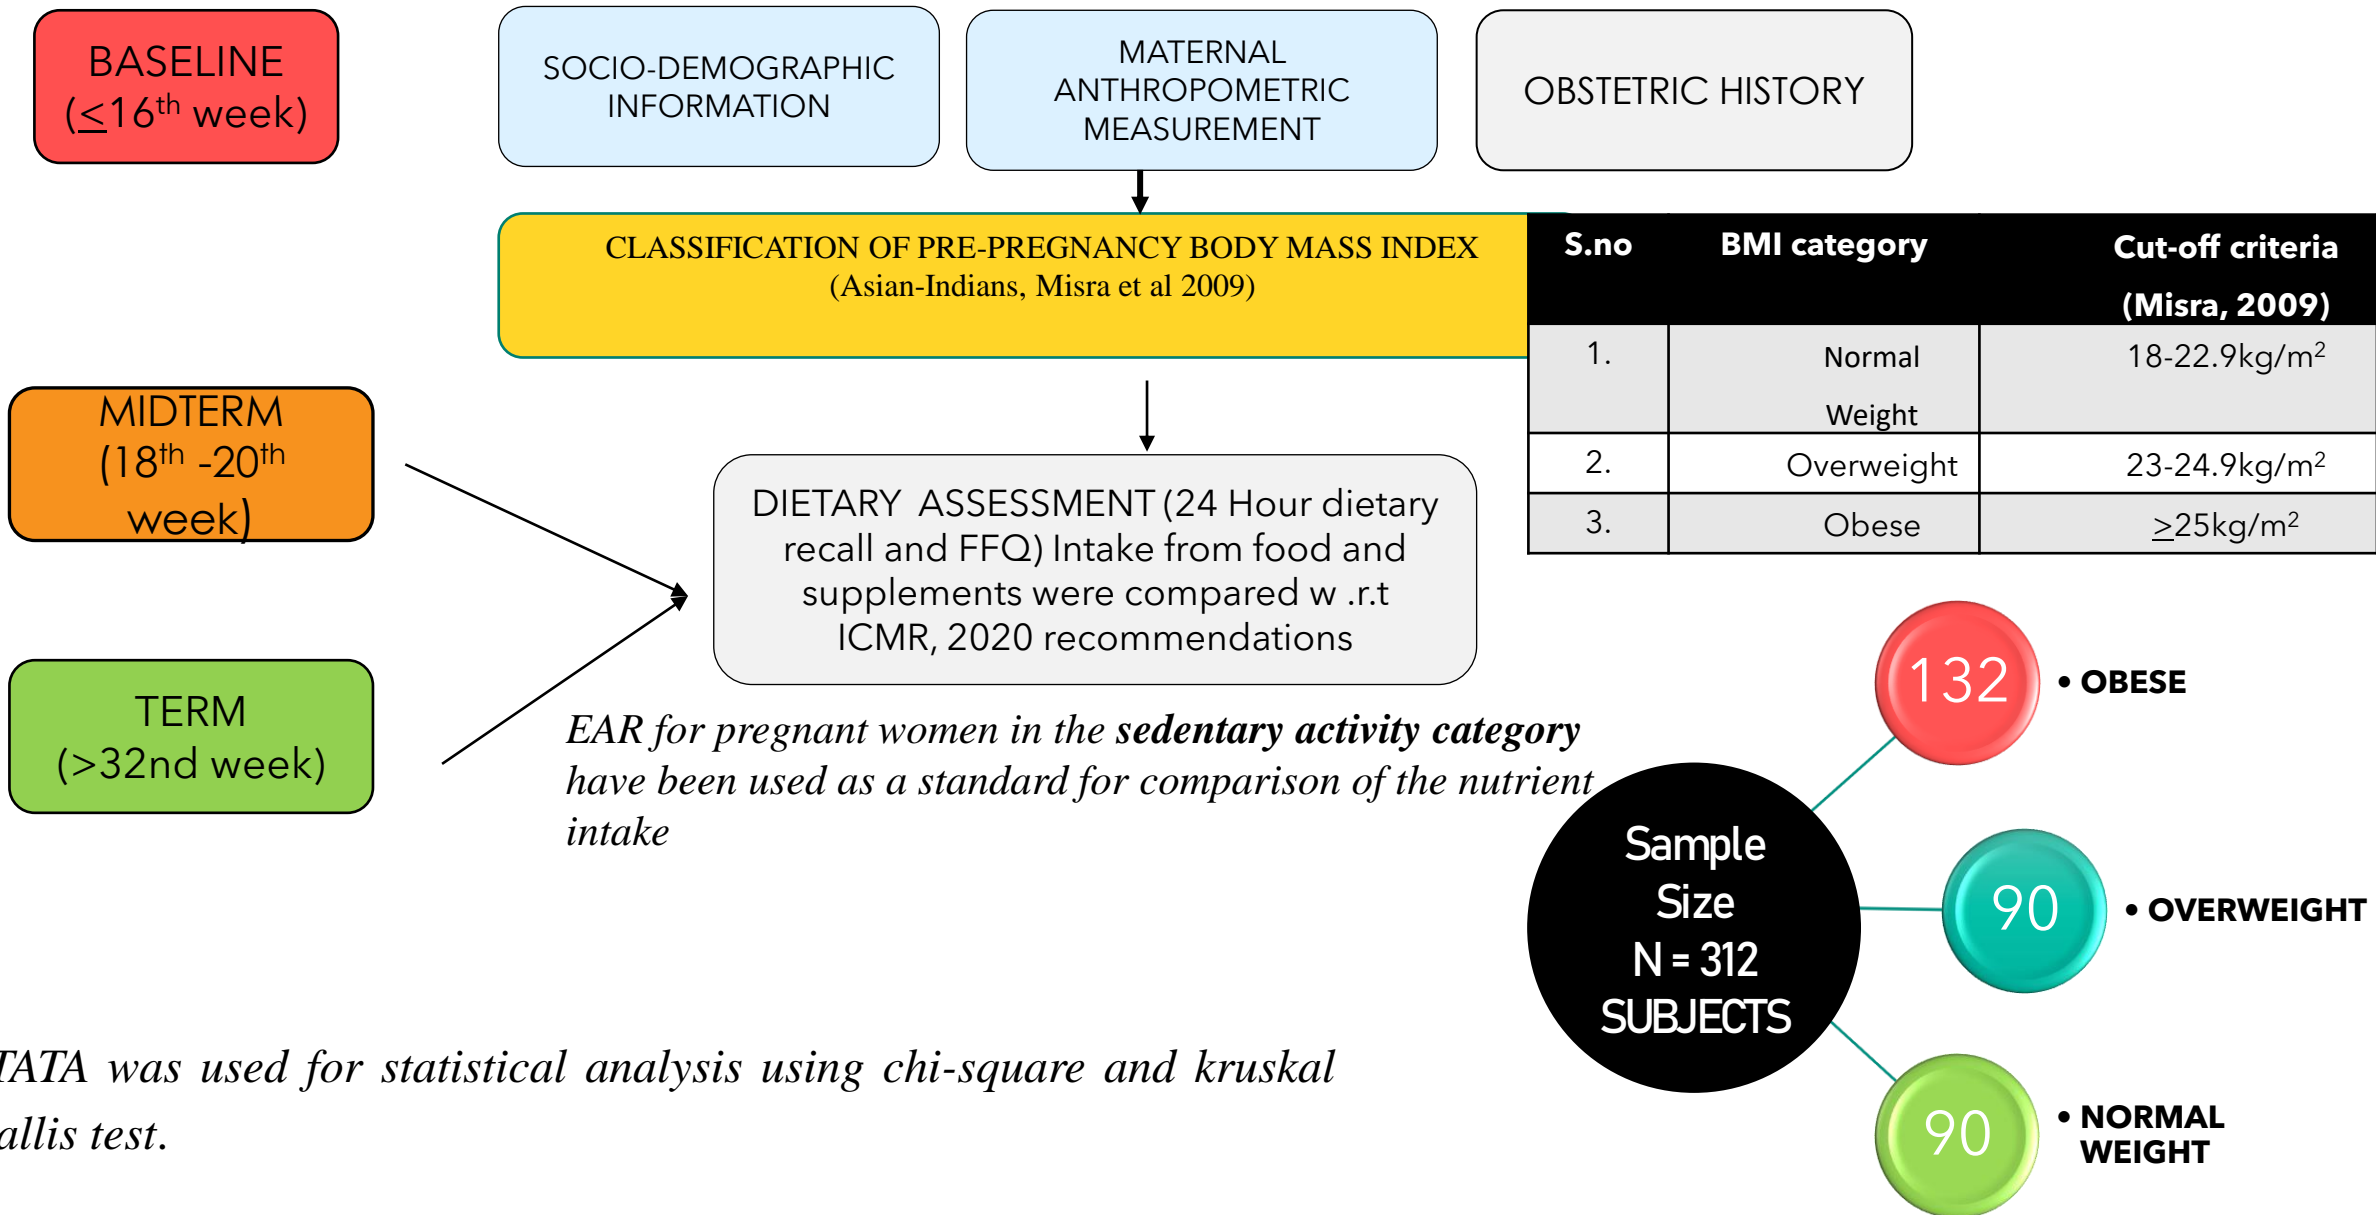 BASELINE
(≤16th week)
SOCIO-DEMOGRAPHIC
INFORMATION
MATERNAL
ANTHROPOMETRIC
MEASUREMENT
OBSTETRIC HISTORY
CLASSIFICATION OF PRE-PREGNANCY BODY MASS INDEX
(Asian-Indians, Misra et al 2009)
S.no BMI category Cut-off criteria
(Misra, 2009)
1. Normal 18-22.9kg/m²
Weight
2. Overweight 23-24.9kg/m²
3. Obese ≥25kg/m²
MIDTERM
(18th -20th
week)
TERM
(>32nd week)
DIETARY ASSESSMENT (24 Hour dietary
recall and FFQ) Intake from food and
supplements were compared w .r.t
ICMR, 2020 recommendations
EAR for pregnant women in the sedentary activity category
have been used as a standard for comparison of the nutrient
intake
Sample
Size
N = 312
SUBJECTS
132
• OBESE
90
• OVERWEIGHT
90
• NORMAL
WEIGHT
TATA was used for statistical analysis using chi-square and kruskal
allis test.